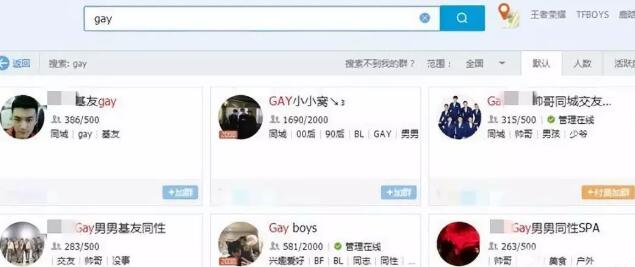 gay
王者荣耀 TFBOYS 鹿晗
返回 搜索: gay 搜索不到我的群? 范围: 全国 默认 人数 活跃
基友gay
386/500
同城 | gay | 基友
+加群
GAY小小窝↘₃
1690/2000
同城 | 00后 | 90后 | BL | GAY | 男男
2000
+加群
Ga 帅哥同城交友...
315/500 管理在线
同城 | 帅哥 | 男孩 | 少爷
+付费加群
Gay男男基友同性
283/500
交友 | 帅哥 | 没事
Gay boys
581/2000 管理在线
兴趣爱好 | BF | BL | 同志 | 同性 ...
2000
Gay男男同性SPA
263/500
美食 | 户外